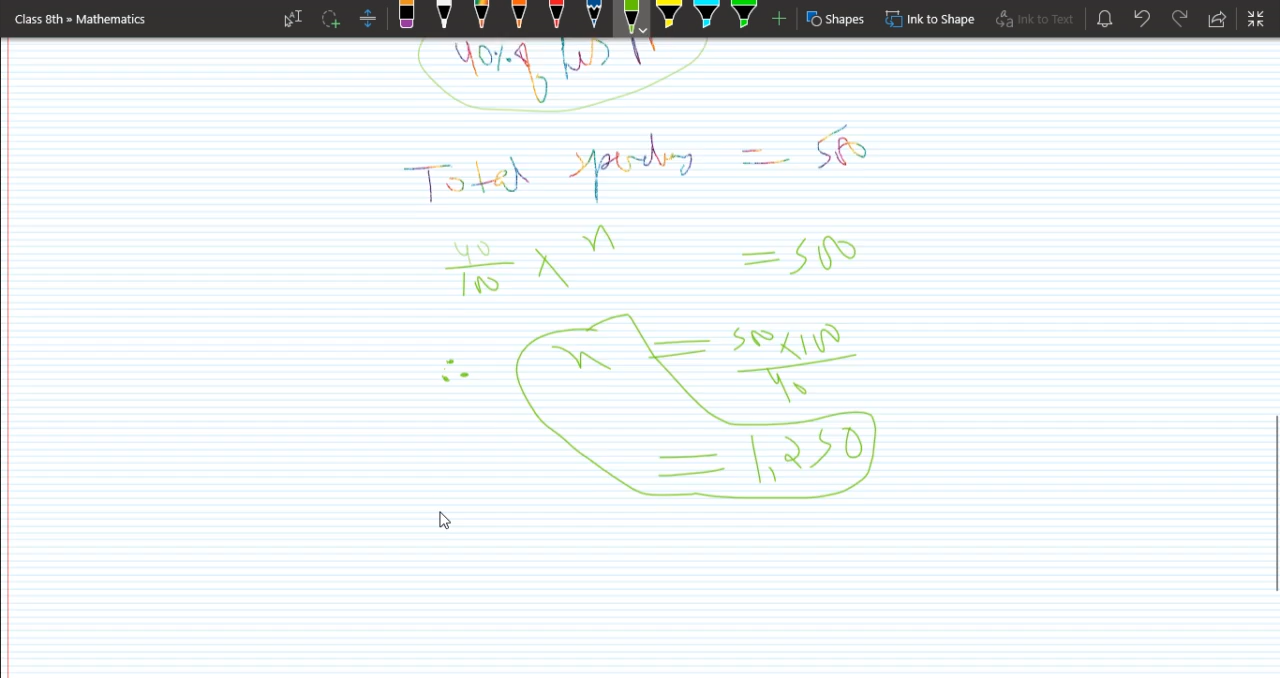 Class 8th » Mathematics
Shapes
Ink to Shape
Ink to Text
40% of his
Total spending = 500
40/100 × n = 500
∴ n = 500×100/40
= 1,250